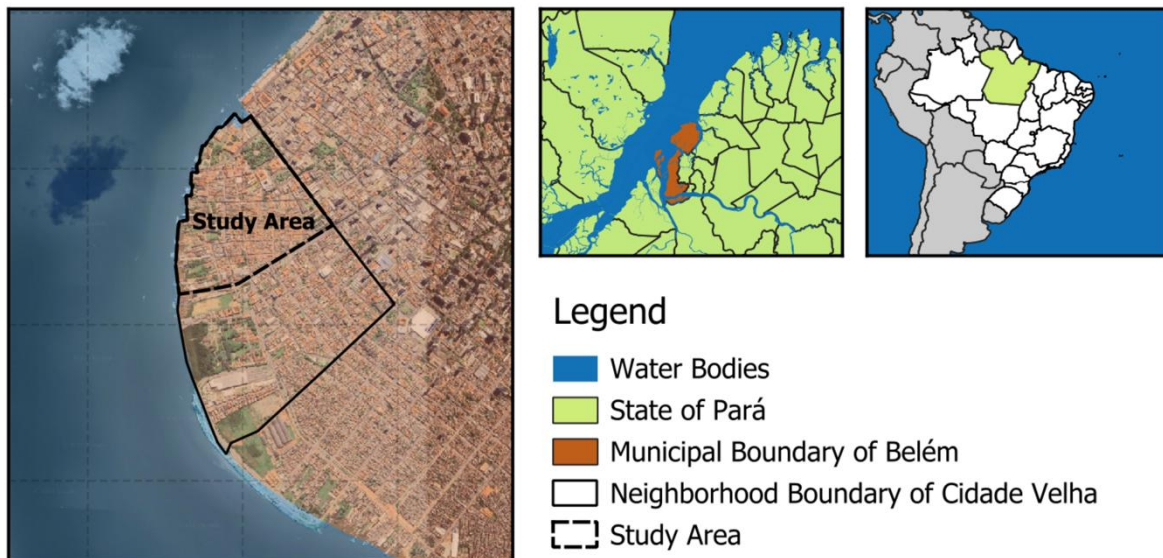 Study Area
Legend
Water Bodies
State of Pará
Municipal Boundary of Belém
Neighborhood Boundary of Cidade Velha
Study Area